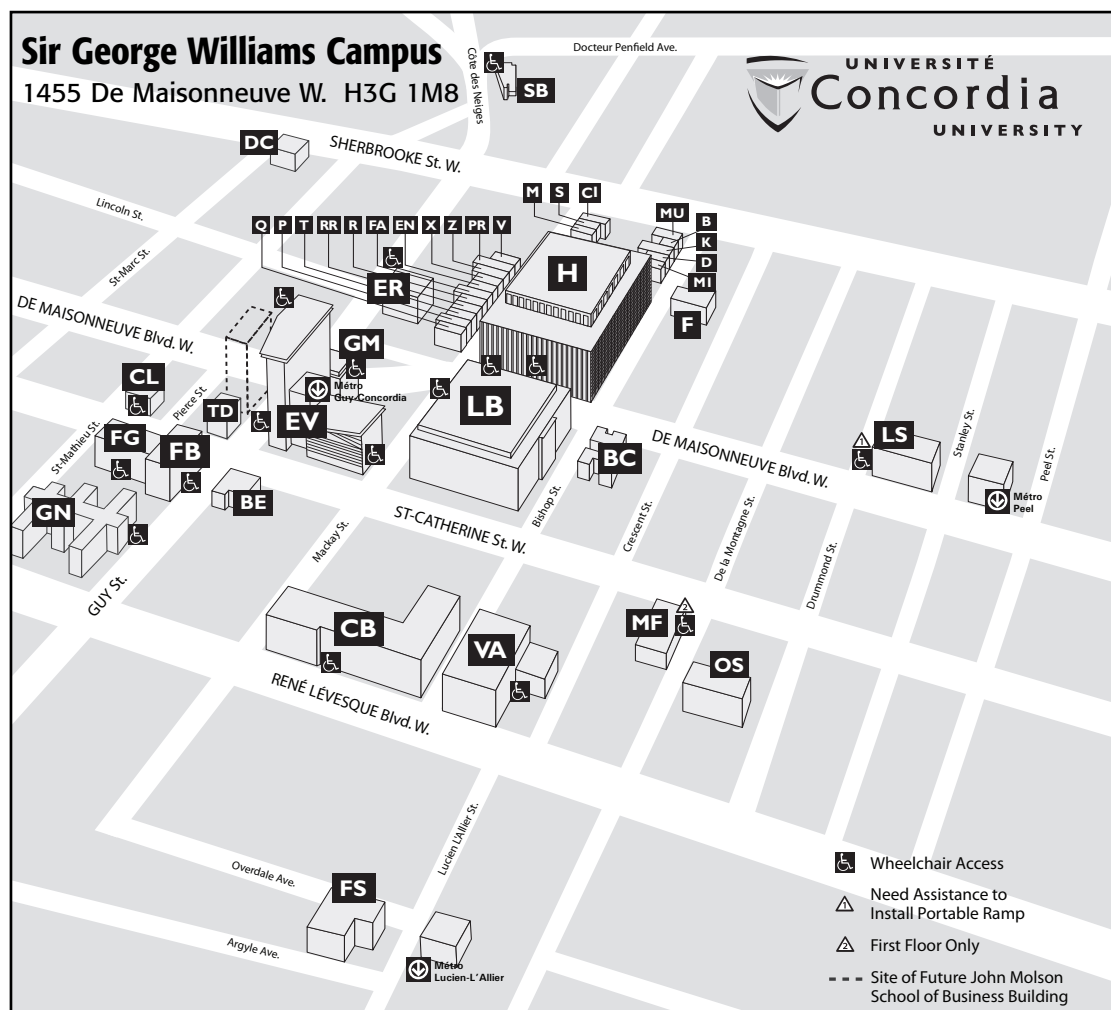 Sir George Williams Campus
1455 De Maisonneuve W. H3G 1M8
Docteur Penfield Ave.
UNIVERSITÉ
Concordia
UNIVERSITY
Côte des Neiges
SB
DC
SHERBROOKE St. W.
Lincoln St.
St-Marc St.
M S CI
MU
B
K
D
MI
Q P T RR R FA EN X Z PR V
H
ER
F
DE MAISONNEUVE Blvd. W.
GM
Métro
Guy-Concordia
CL
Pierce St.
TD
EV
LB
St-Mathieu St.
FG
FB
BE
GN
BC
DE MAISONNEUVE Blvd. W.
LS
1
Stanley St.
Peel St.
Métro
Peel
ST-CATHERINE St. W.
Mackay St.
Bishop St.
Crescent St.
De la Montagne St.
Drummond St.
GUY St.
CB
VA
MF
2
OS
RENÉ LÉVESQUE Blvd. W.
Lucien L'Allier St.
Overdale Ave.
FS
Argyle Ave.
Métro
Lucien-L'Allier
Wheelchair Access
1
Need Assistance to
Install Portable Ramp
2
First Floor Only
Site of Future John Molson
School of Business Building